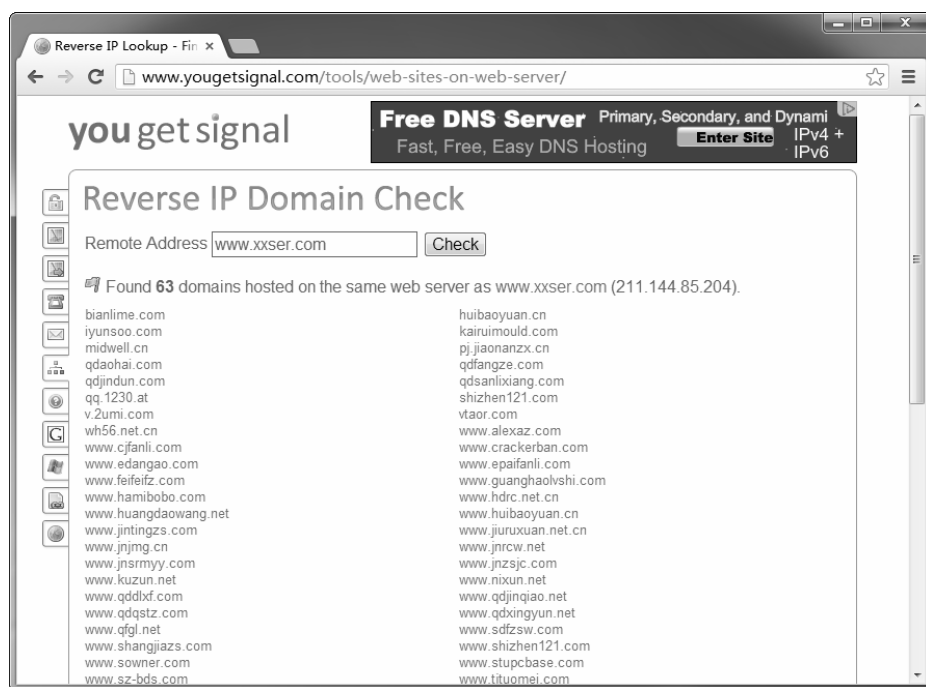 Reverse IP Lookup - Fin
www.yougetsignal.com/tools/web-sites-on-web-server/
you get signal
Free DNS Server
Fast, Free, Easy DNS Hosting
Primary, Secondary, and Dynami
Enter Site
IPv4 +
IPv6
Reverse IP Domain Check
Remote Address www.xxser.com Check
Found 63 domains hosted on the same web server as www.xxser.com (211.144.85.204).
bianlime.com
iyunsoo.com
midwell.cn
qdaohai.com
qdjindun.com
qq.1230.at
v.2umi.com
wh56.net.cn
www.cjfanli.com
www.edangao.com
www.feifeifz.com
www.hamibobo.com
www.huangdaowang.net
www.jintingzs.com
www.jnjmg.cn
www.jnsrmyy.com
www.kuzun.net
www.qddlxf.com
www.qdqstz.com
www.qfgl.net
www.shangjiazs.com
www.sowner.com
www.sz-bds.com
huibaoyuan.cn
kairuimould.com
pj.jiaonanzx.cn
qdfangze.com
qdsanlixiang.com
shizhen121.com
vtaor.com
www.alexaz.com
www.crackerban.com
www.epaifanli.com
www.guanghaolvshi.com
www.hdrc.net.cn
www.huibaoyuan.cn
www.jiuruxuan.net.cn
www.jnrcw.net
www.jnzsjc.com
www.nixun.net
www.qdjinqiao.net
www.qdxingyun.net
www.sdfzsw.com
www.shizhen121.com
www.stupcbase.com
www.tituomei.com